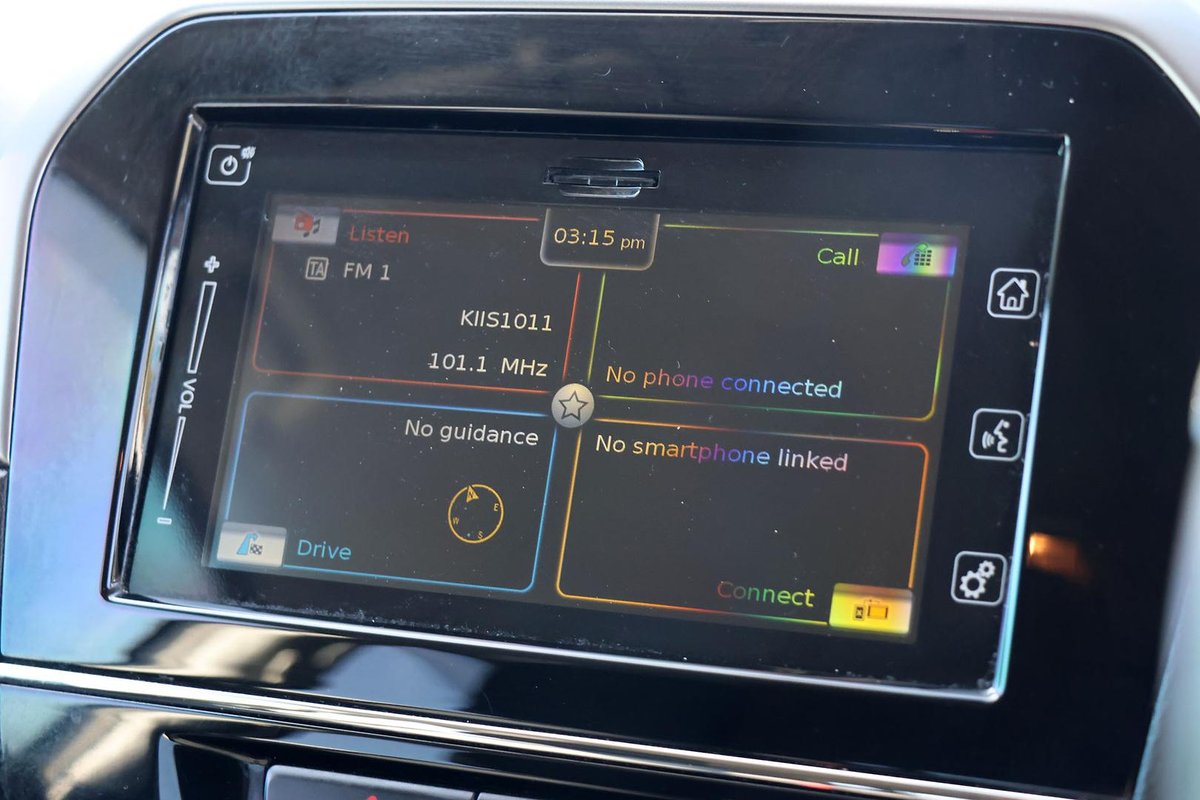 03:15 pm
Listen
TA
FM 1
KIIS1011
101.1 MHz
Call
No phone connected
No guidance
N
E
S
W
Drive
No smartphone linked
Connect
+
VOL
–